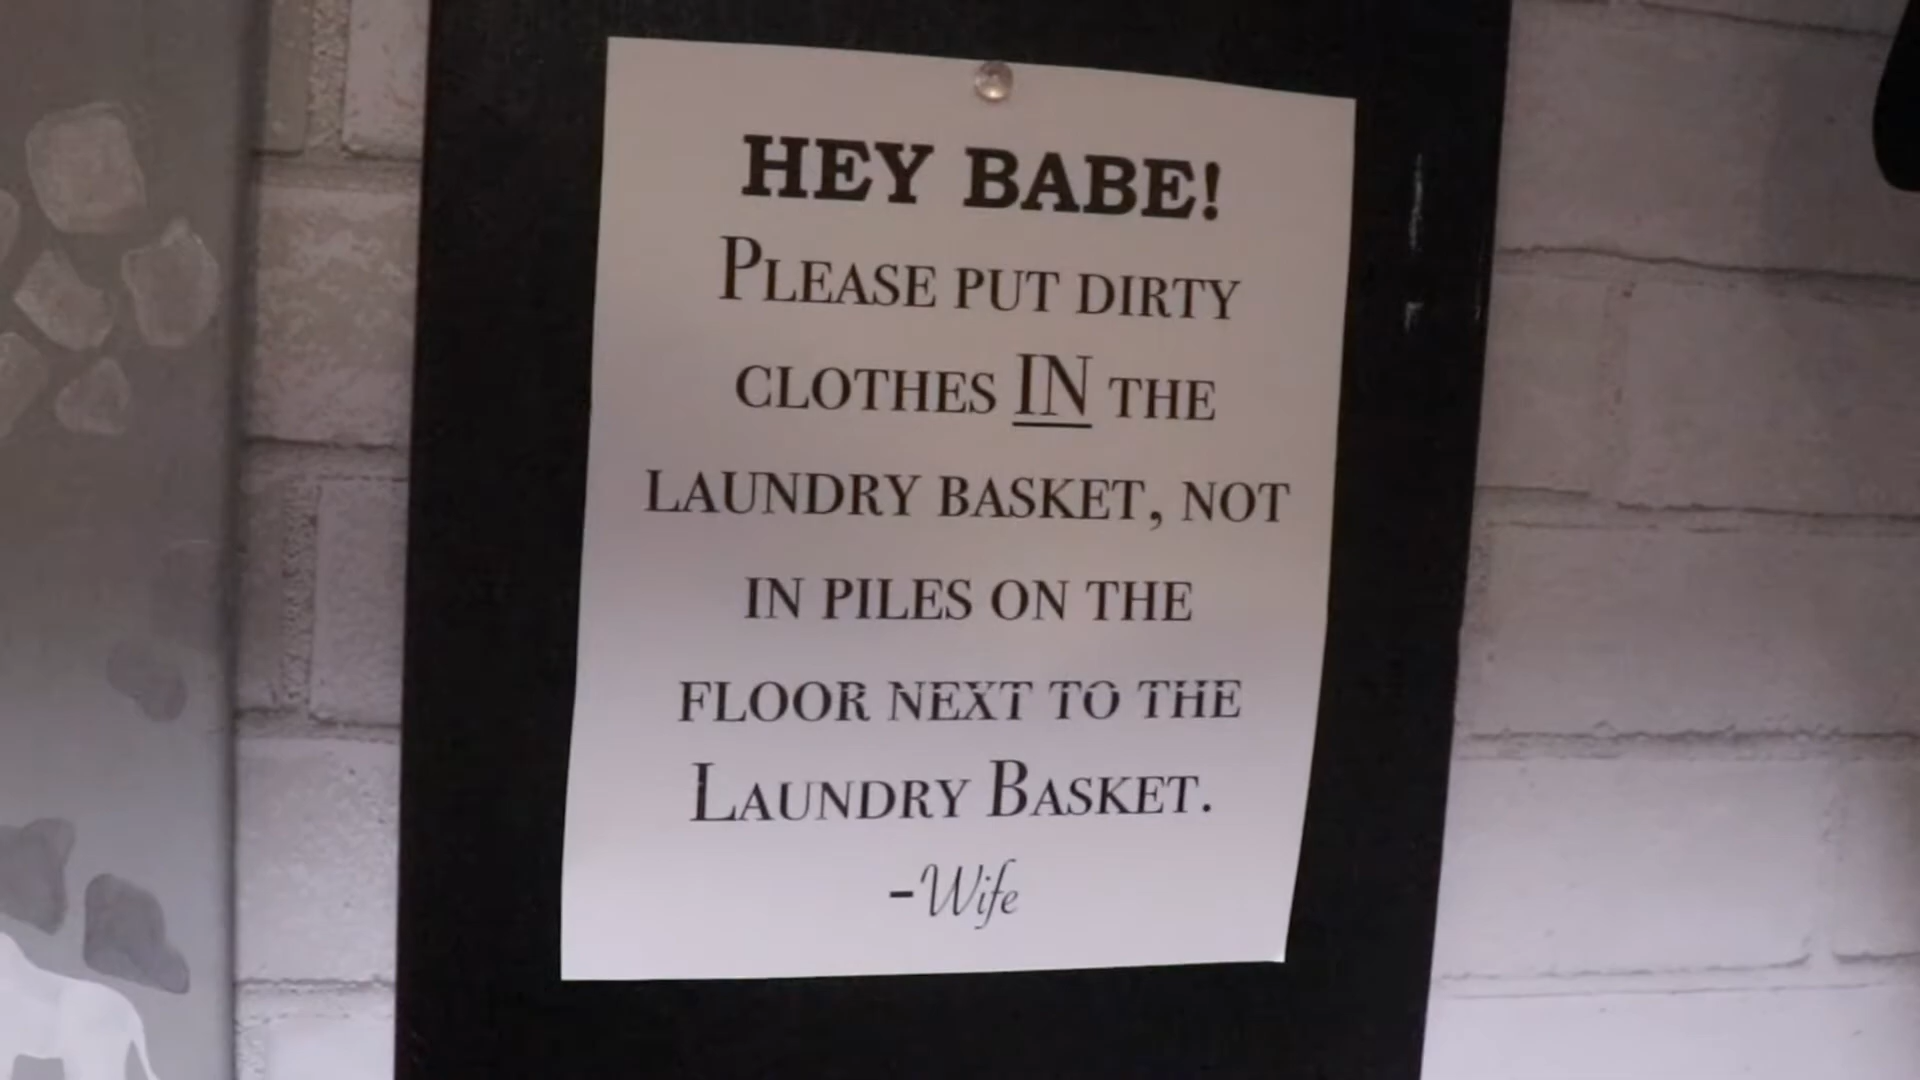 HEY BABE!
PLEASE PUT DIRTY
CLOTHES IN THE
LAUNDRY BASKET, NOT
IN PILES ON THE
FLOOR NEXT TO THE
LAUNDRY BASKET.
-Wife